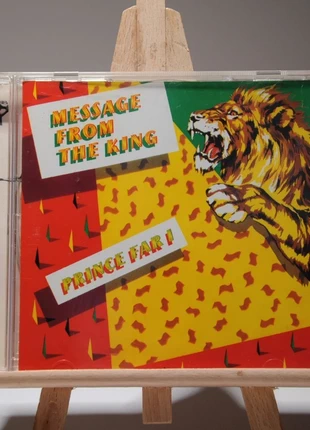 MESSAGE
FROM
THE KING
PRINCE FAR I